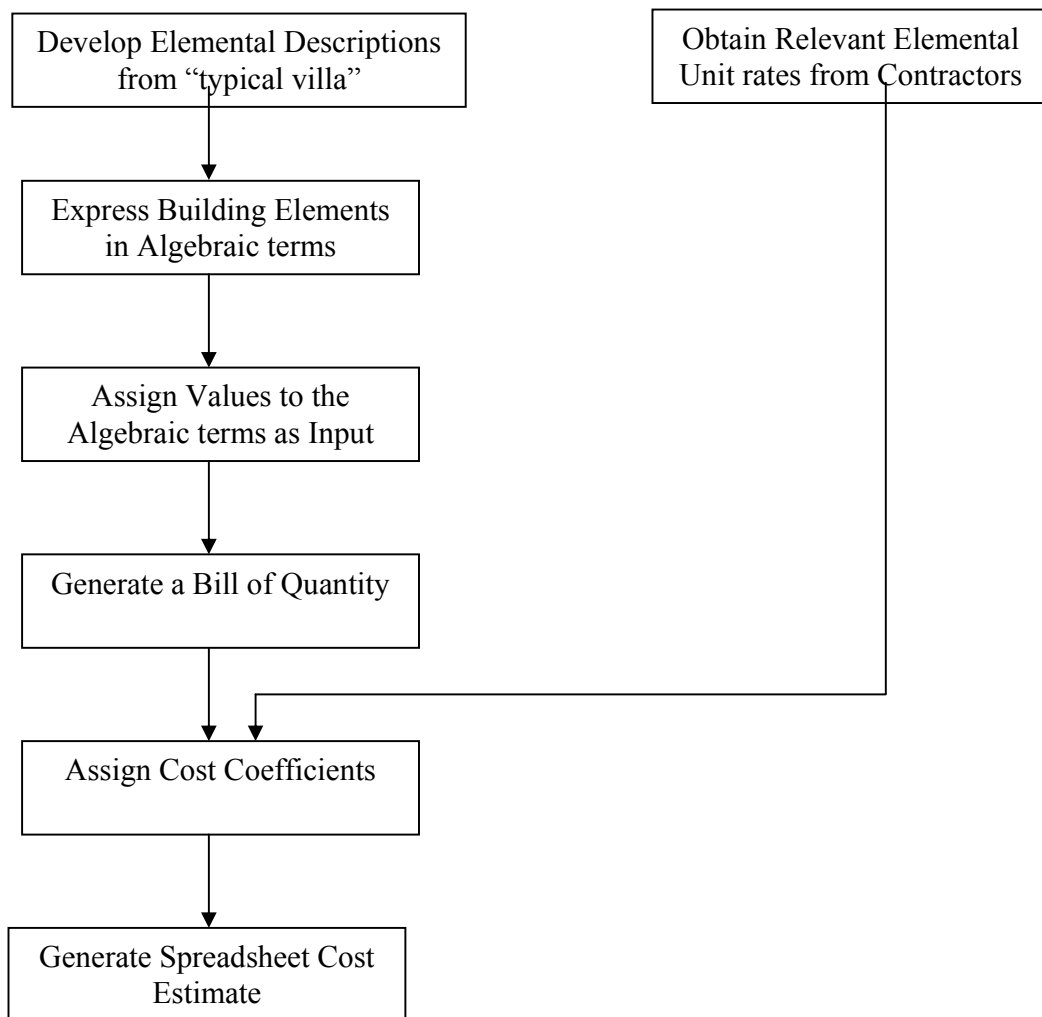 Develop Elemental Descriptions
from “typical villa”
Obtain Relevant Elemental
Unit rates from Contractors
Express Building Elements
in Algebraic terms
Assign Values to the
Algebraic terms as Input
Generate a Bill of Quantity
Assign Cost Coefficients
Generate Spreadsheet Cost
Estimate